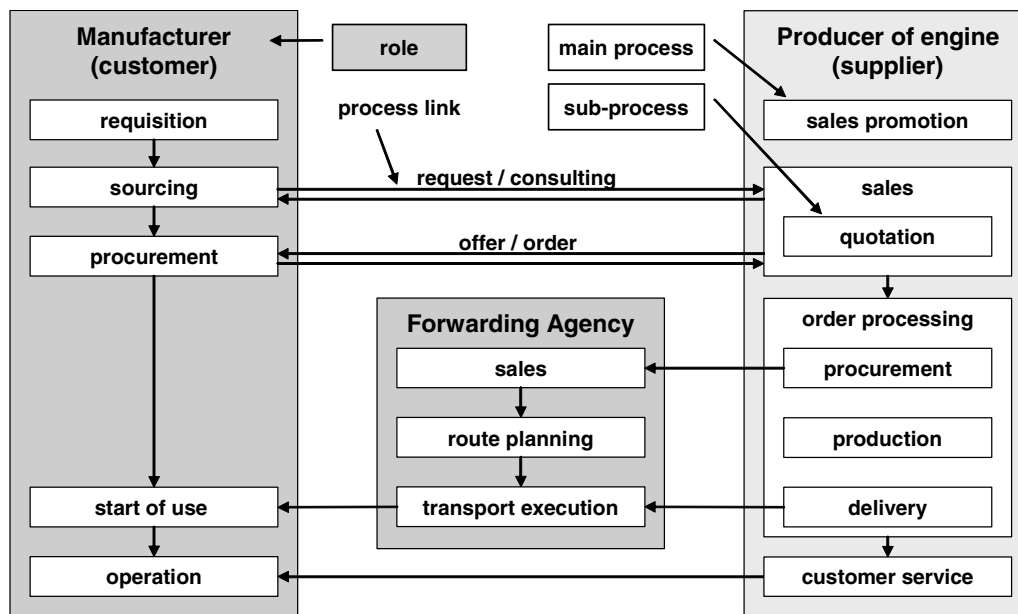 Manufacturer
(customer)
requisition
sourcing
procurement
start of use
operation
role
process link
main process
sub-process
request / consulting
offer / order
Forwarding Agency
sales
route planning
transport execution
Producer of engine
(supplier)
sales promotion
sales
quotation
order processing
procurement
production
delivery
customer service